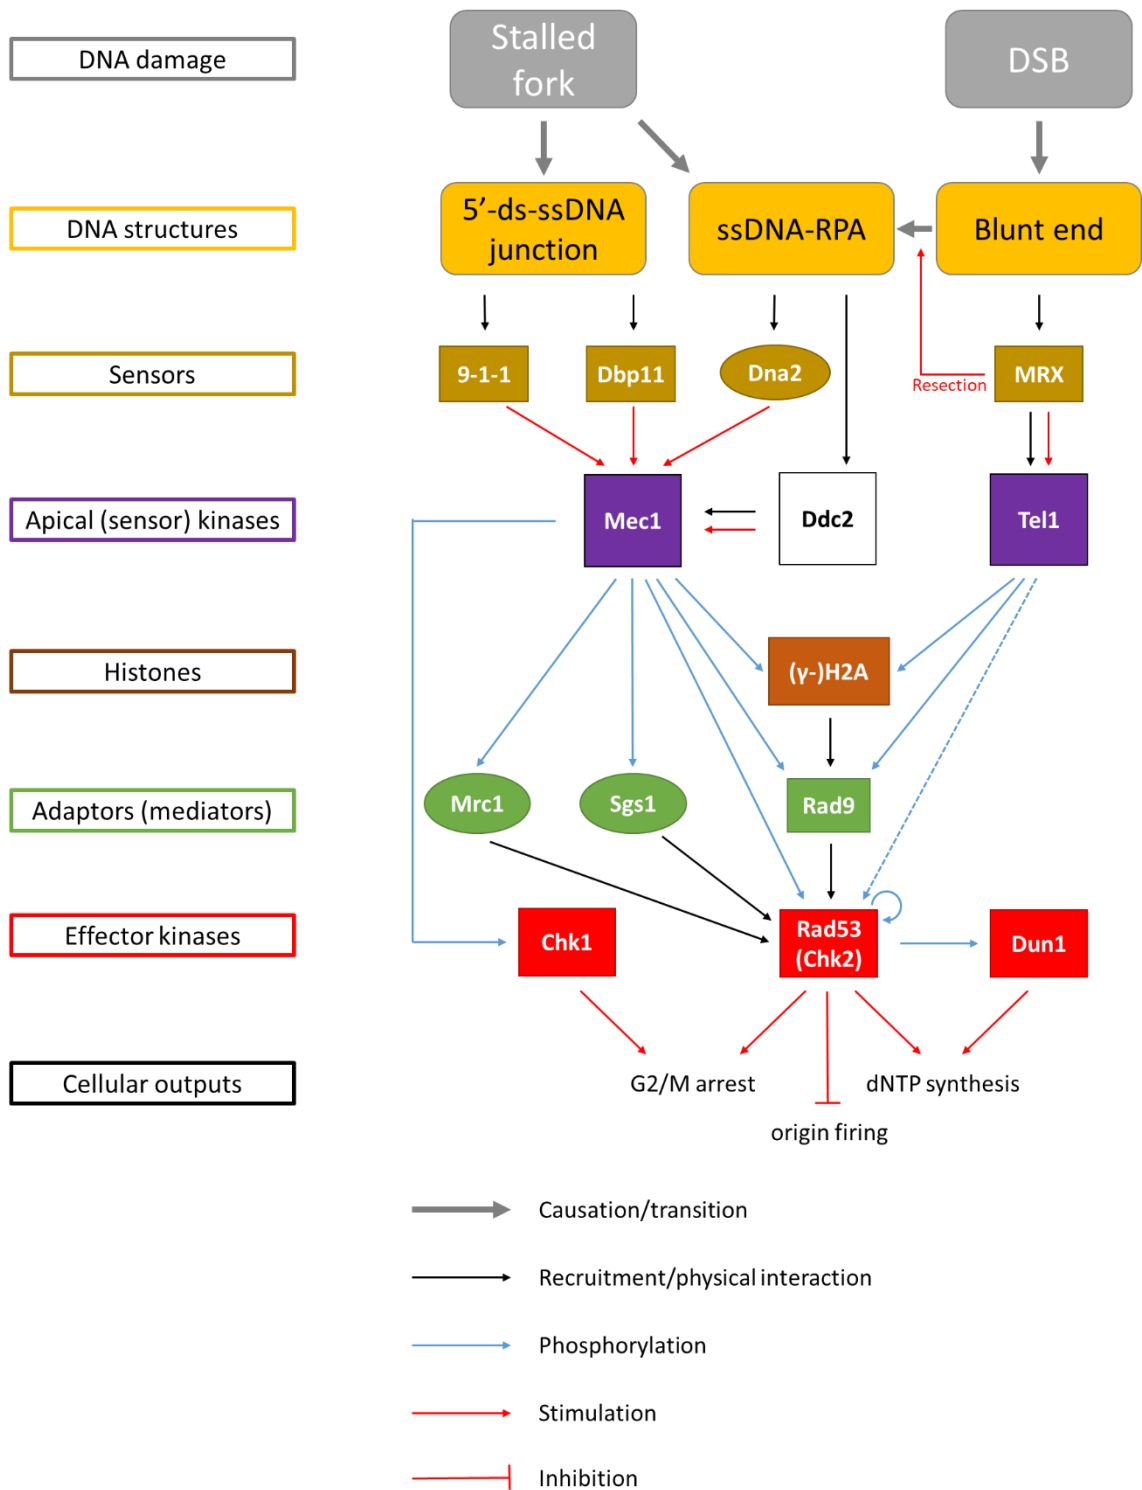 DNA damage
Stalled
fork
DSB
DNA structures
5’-ds-ssDNA
junction
ssDNA-RPA
Blunt end
Sensors
9-1-1
Dbp11
Dna2
Resection
MRX
Apical (sensor) kinases
Mec1
Ddc2
Tel1
Histones
(γ-)H2A
Adaptors (mediators)
Mrc1
Sgs1
Rad9
Effector kinases
Chk1
Rad53
(Chk2)
Dun1
Cellular outputs
G2/M arrest
dNTP synthesis
origin firing
Causation/transition
Recruitment/physical interaction
Phosphorylation
Stimulation
Inhibition